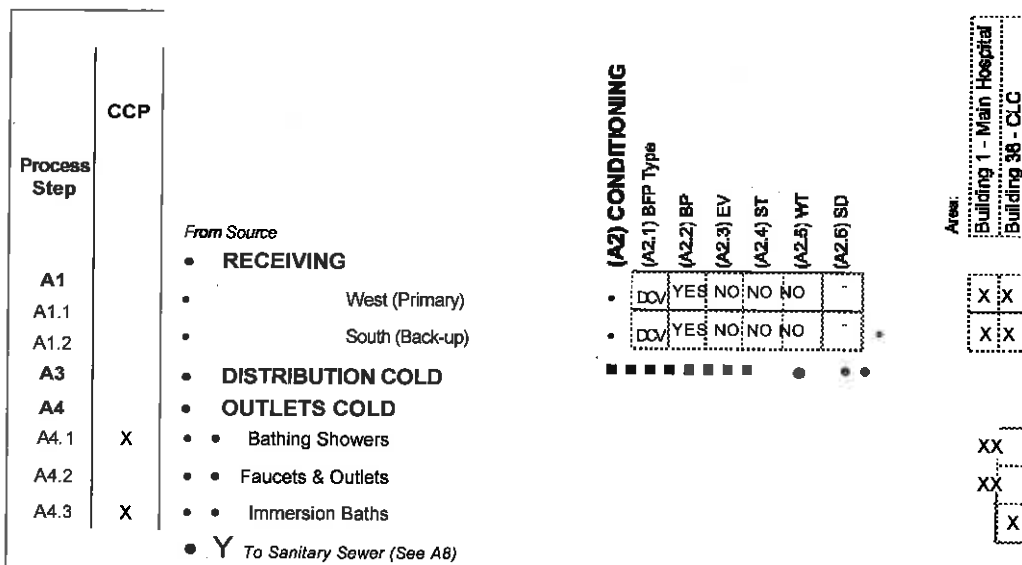 CCP
Process
Step
From Source
(A2) CONDITIONING
(A2.1) BFP Type
(A2.2) BP
(A2.3) EV
(A2.4) ST
(A2.5) WT
(A2.6) SD
Area:
Building 1 - Main Hospital
Building 38 - CLC
A1 • RECEIVING
A1.1 • West (Primary) • DCV YES NO NO NO - X X
A1.2 • South (Back-up) • DCV YES NO NO NO - X X
A3 • DISTRIBUTION COLD
A4 • OUTLETS COLD
A4.1 X • • Bathing Showers XX
A4.2 • • Faucets & Outlets XX
A4.3 X • • Immersion Baths X
• Y To Sanitary Sewer (See A8)